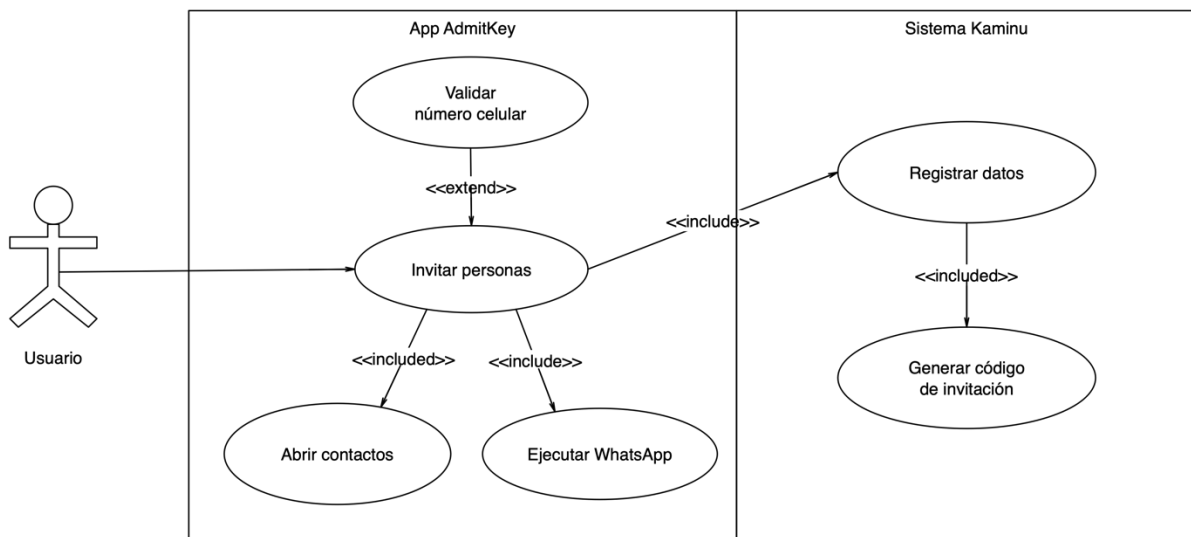 App AdmitKey
Sistema Kaminu
Validar
número celular
<<extend>>
Registrar datos
<<include>>
Invitar personas
<<included>>
Usuario
<<included>>
<<include>>
Generar código
de invitación
Abrir contactos
Ejecutar WhatsApp